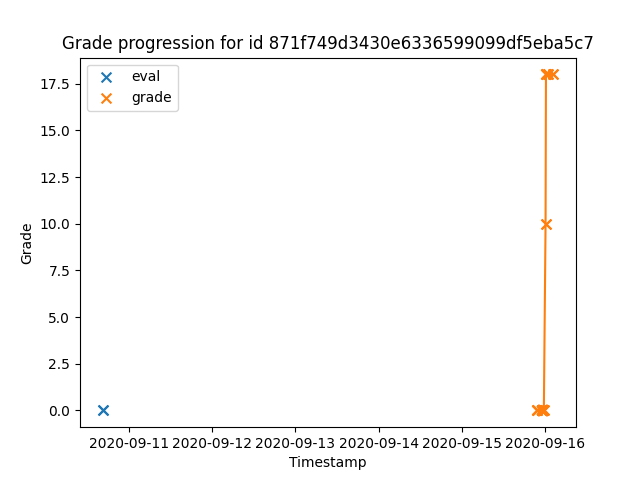 Grade progression for id 871f749d3430e6336599099df5eba5c7
eval
grade
17.5
15.0
12.5
10.0
7.5
5.0
2.5
0.0
Grade
2020-09-11 2020-09-12 2020-09-13 2020-09-14 2020-09-15 2020-09-16
Timestamp